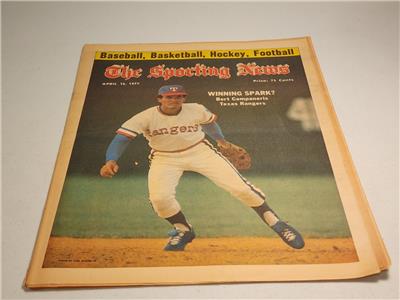 Baseball, Basketball, Hockey, Football
The Sporting News
APRIL 16, 1977
Price: 75 Cents
WINNING SPARK?
Bert Campaneris
Texas Rangers
Rangers